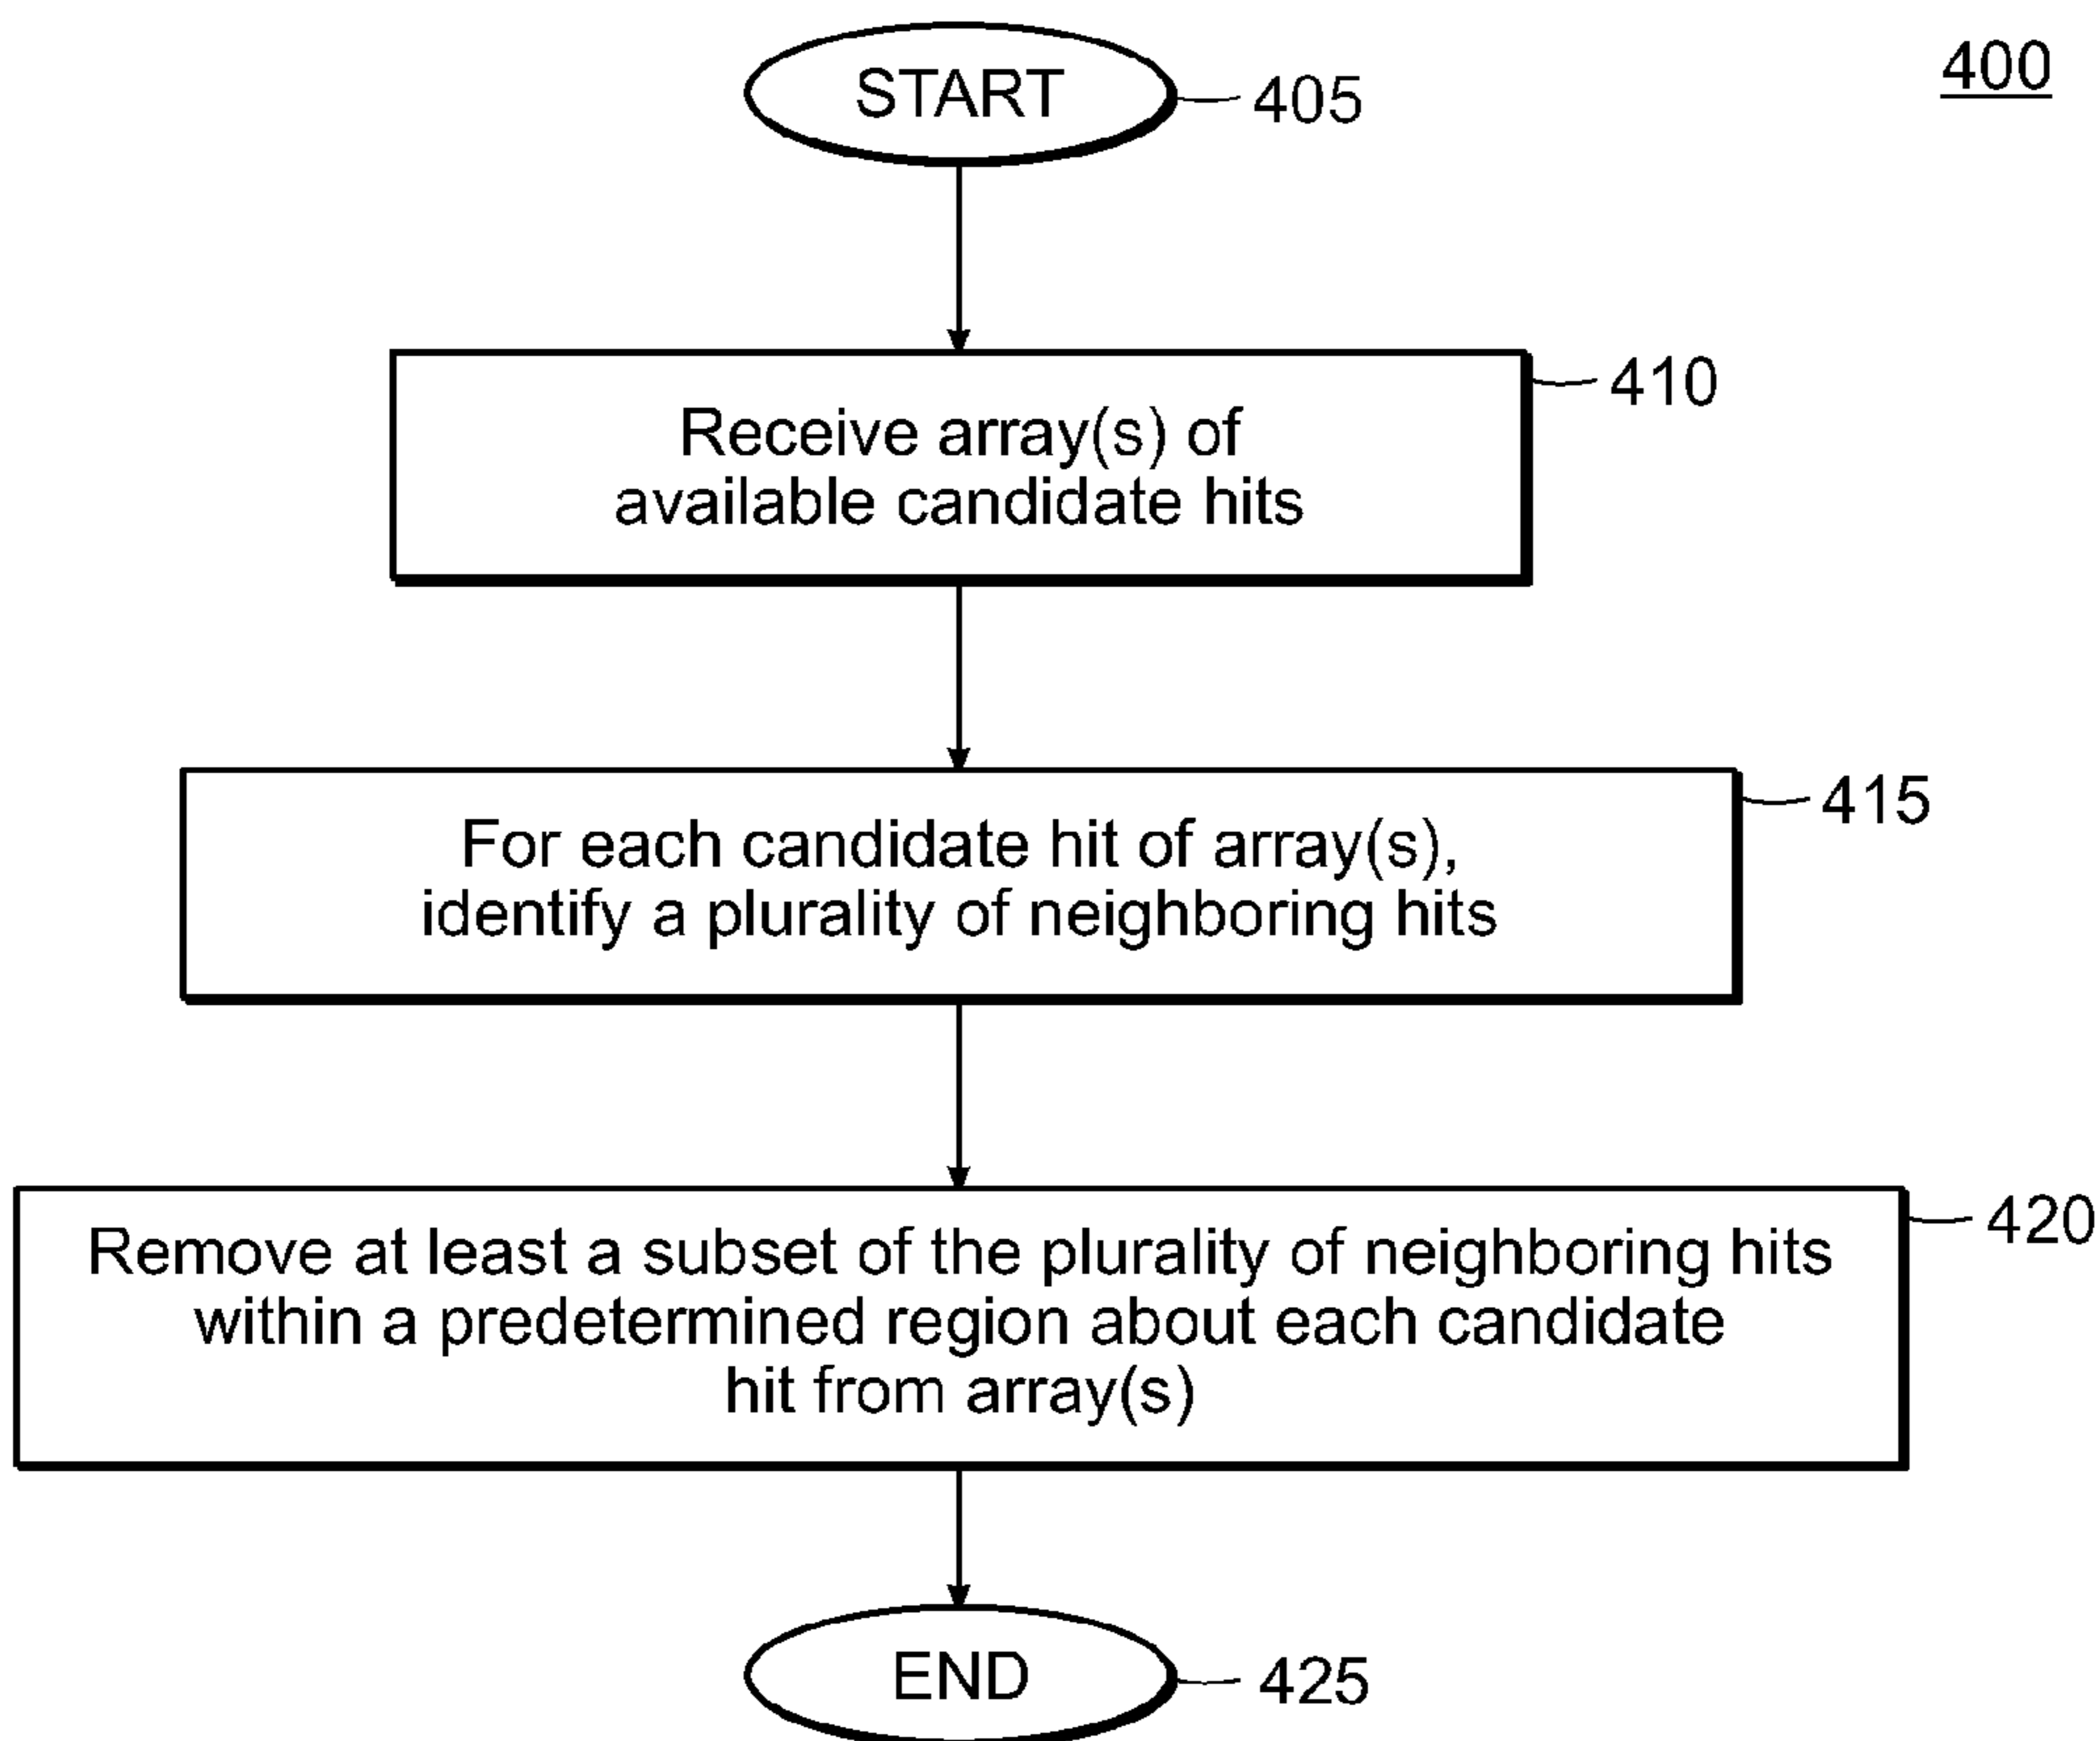 400
START
405
Receive array(s) of
available candidate hits
410
For each candidate hit of array(s),
identify a plurality of neighboring hits
415
Remove at least a subset of the plurality of neighboring hits
within a predetermined region about each candidate
hit from array(s)
420
END
425